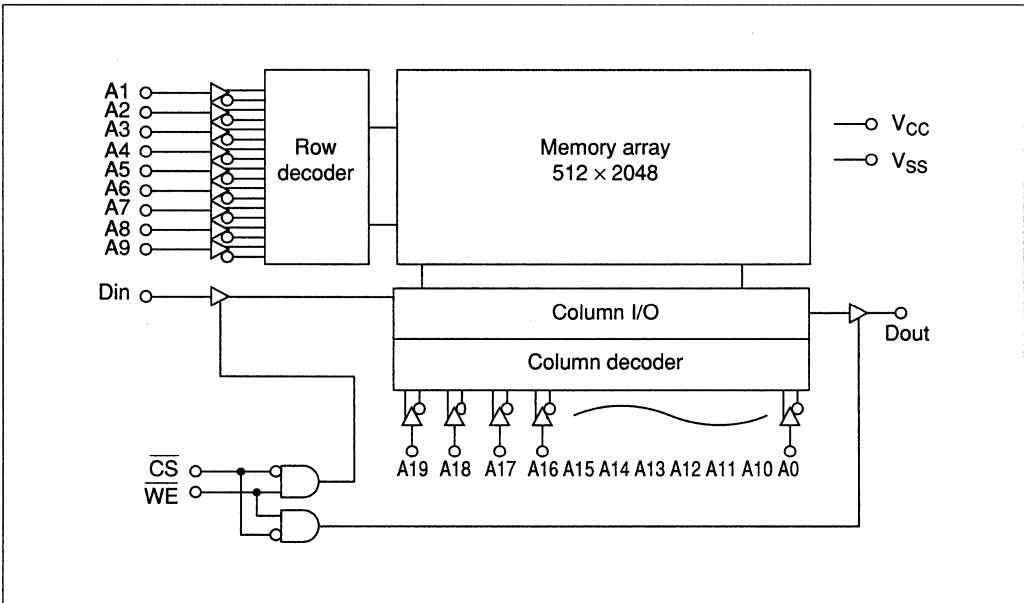 A1
A2
A3
A4
A5
A6
A7
A8
A9
Row
decoder
Memory array
512 × 2048
VCC
VSS
Din
Column I/O
Dout
Column decoder
A19 A18 A17 A16 A15 A14 A13 A12 A11 A10 A0
CS
WE